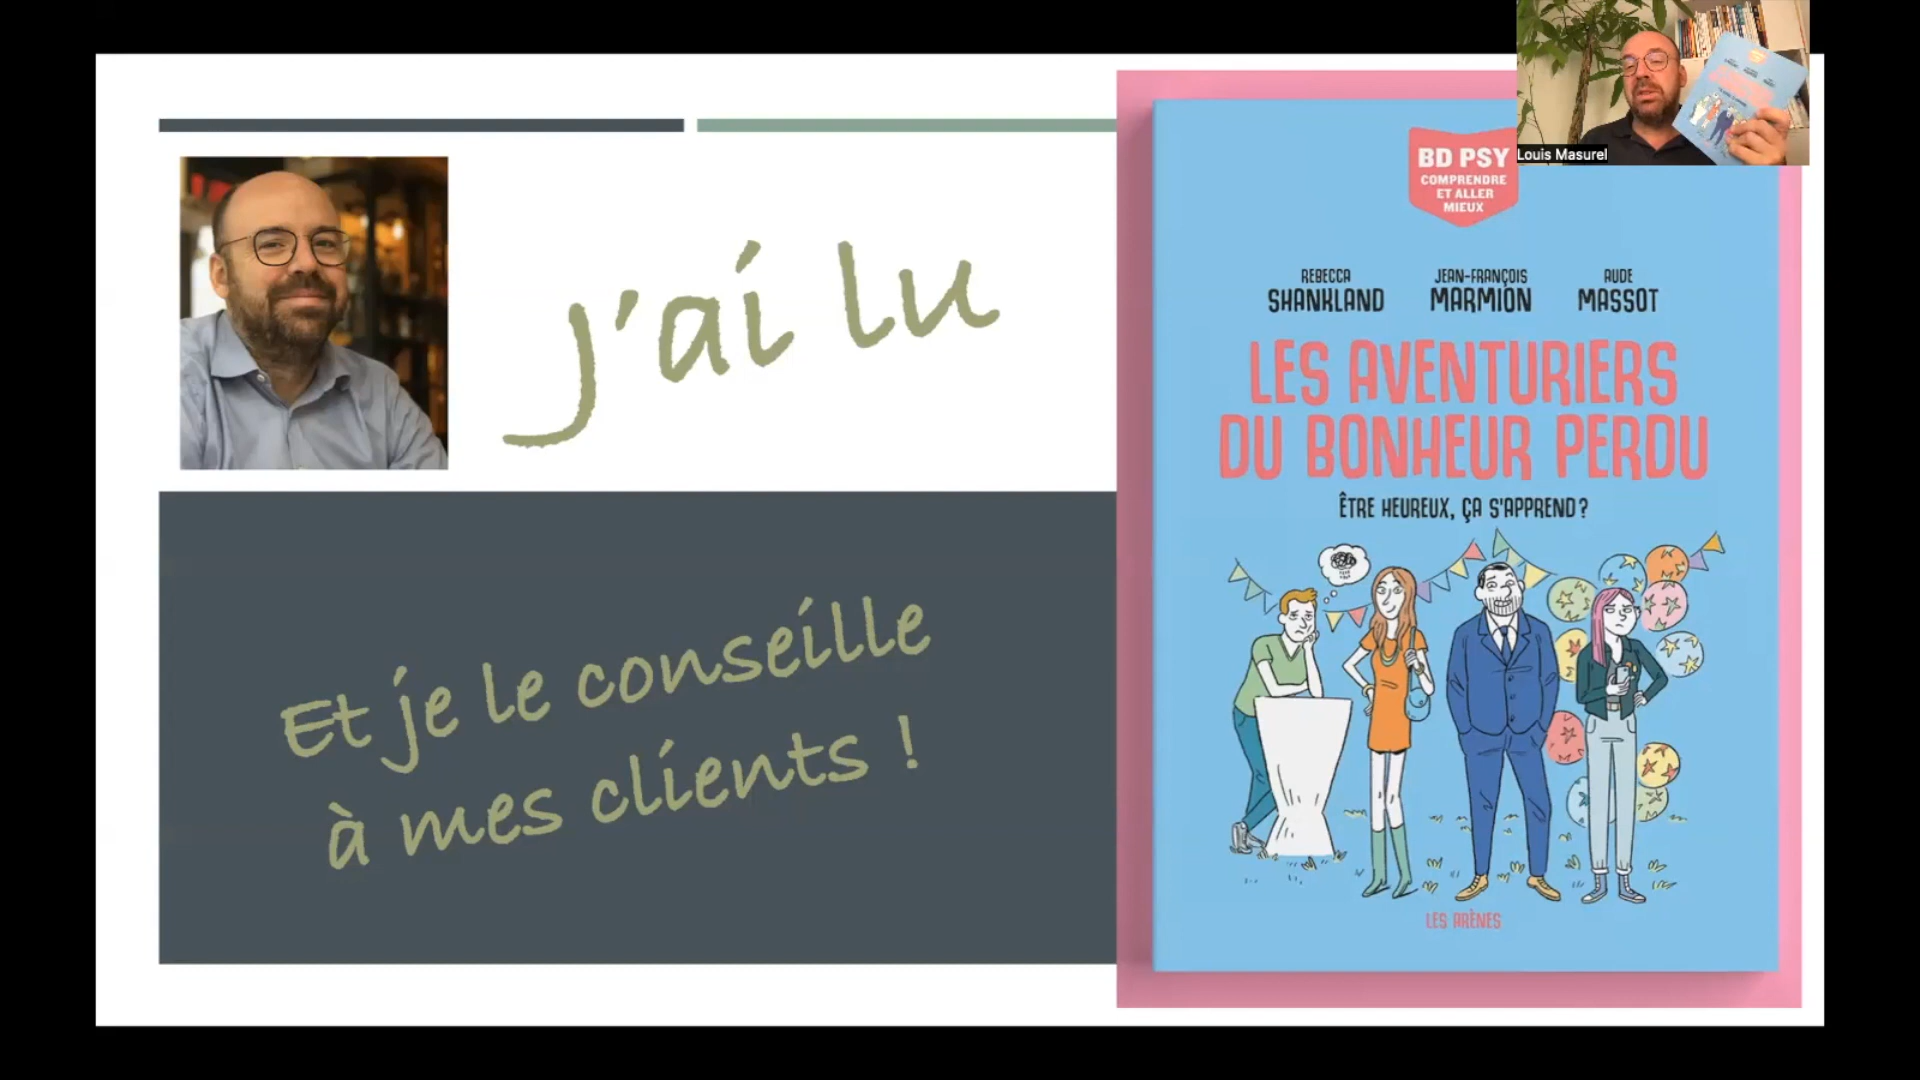 J'ai lu
Et je le conseille
à mes clients !
BD PSY
COMPRENDRE
ET ALLER
MIEUX
REBECCA
SHANKLAND
JEAN-FRANÇOIS
MARMION
AUDE
MASSOT
LES AVENTURIERS
DU BONHEUR PERDU
ÊTRE HEUREUX, ÇA S'APPREND ?
LES ARÈNES
Louis Masurel